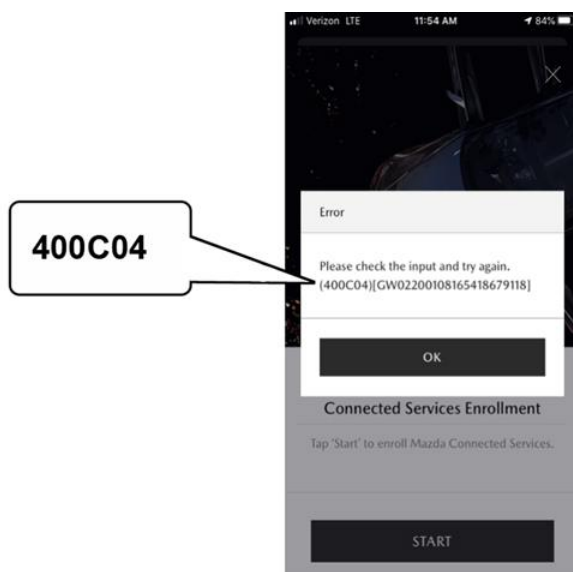 Verizon LTE 11:54 AM 84%
Error
400C04
Please check the input and try again.
(400C04)[GW02200108165418679118]
OK
Connected Services Enrollment
Tap 'Start' to enroll Mazda Connected Services.
START